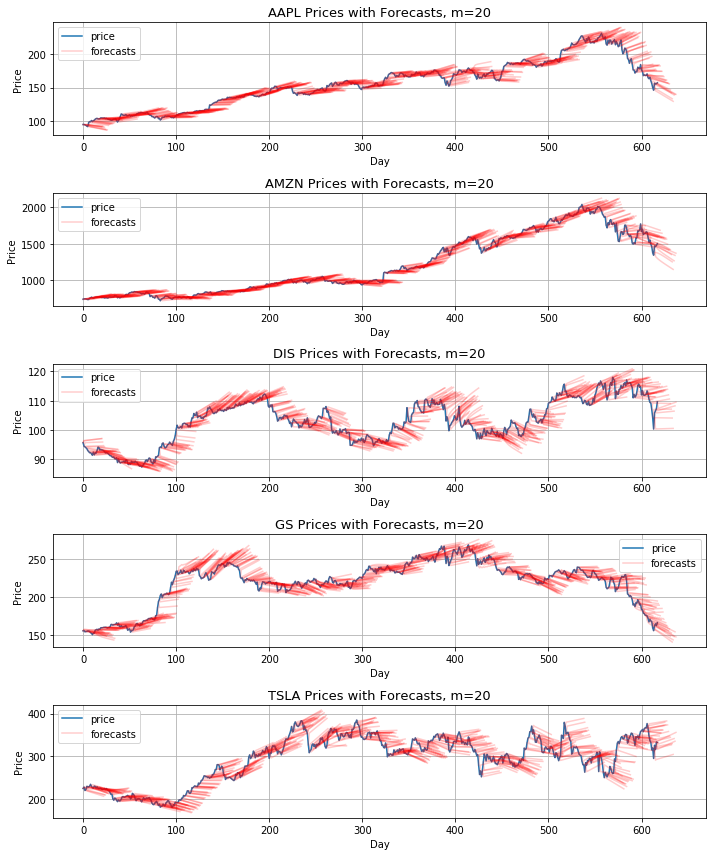 AAPL Prices with Forecasts, m=20
price
forecasts
Price
200
150
100
0 100 200 300 400 500 600
Day
AMZN Prices with Forecasts, m=20
price
forecasts
Price
2000
1500
1000
0 100 200 300 400 500 600
Day
DIS Prices with Forecasts, m=20
price
forecasts
Price
120
110
100
90
0 100 200 300 400 500 600
Day
GS Prices with Forecasts, m=20
price
forecasts
Price
250
200
150
0 100 200 300 400 500 600
Day
TSLA Prices with Forecasts, m=20
price
forecasts
Price
400
300
200
0 100 200 300 400 500 600
Day